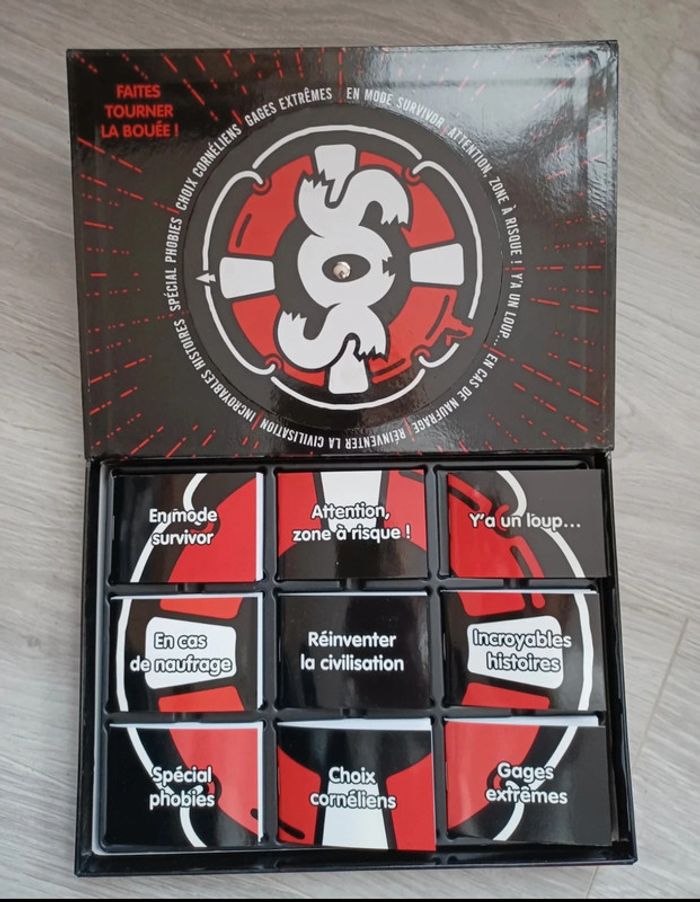 FAITES
TOURNER
LA BOUÉE !
GAGES EXTRÊMES
EN MODE SURVIVOR
ATTENTION, ZONE À RISQUE !
Y'A UN LOUP...
EN CAS DE NAUFRAGE
RÉINVENTER LA CIVILISATION
INCROYABLES HISTOIRES
SPÉCIAL PHOBIES
CHOIX CORNÉLIENS
SOS
En mode
survivor
Attention,
zone à risque !
Y'a un loup...
En cas
de naufrage
Réinventer
la civilisation
Incroyables
histoires
Spécial
phobies
Choix
cornéliens
Gages
extrêmes